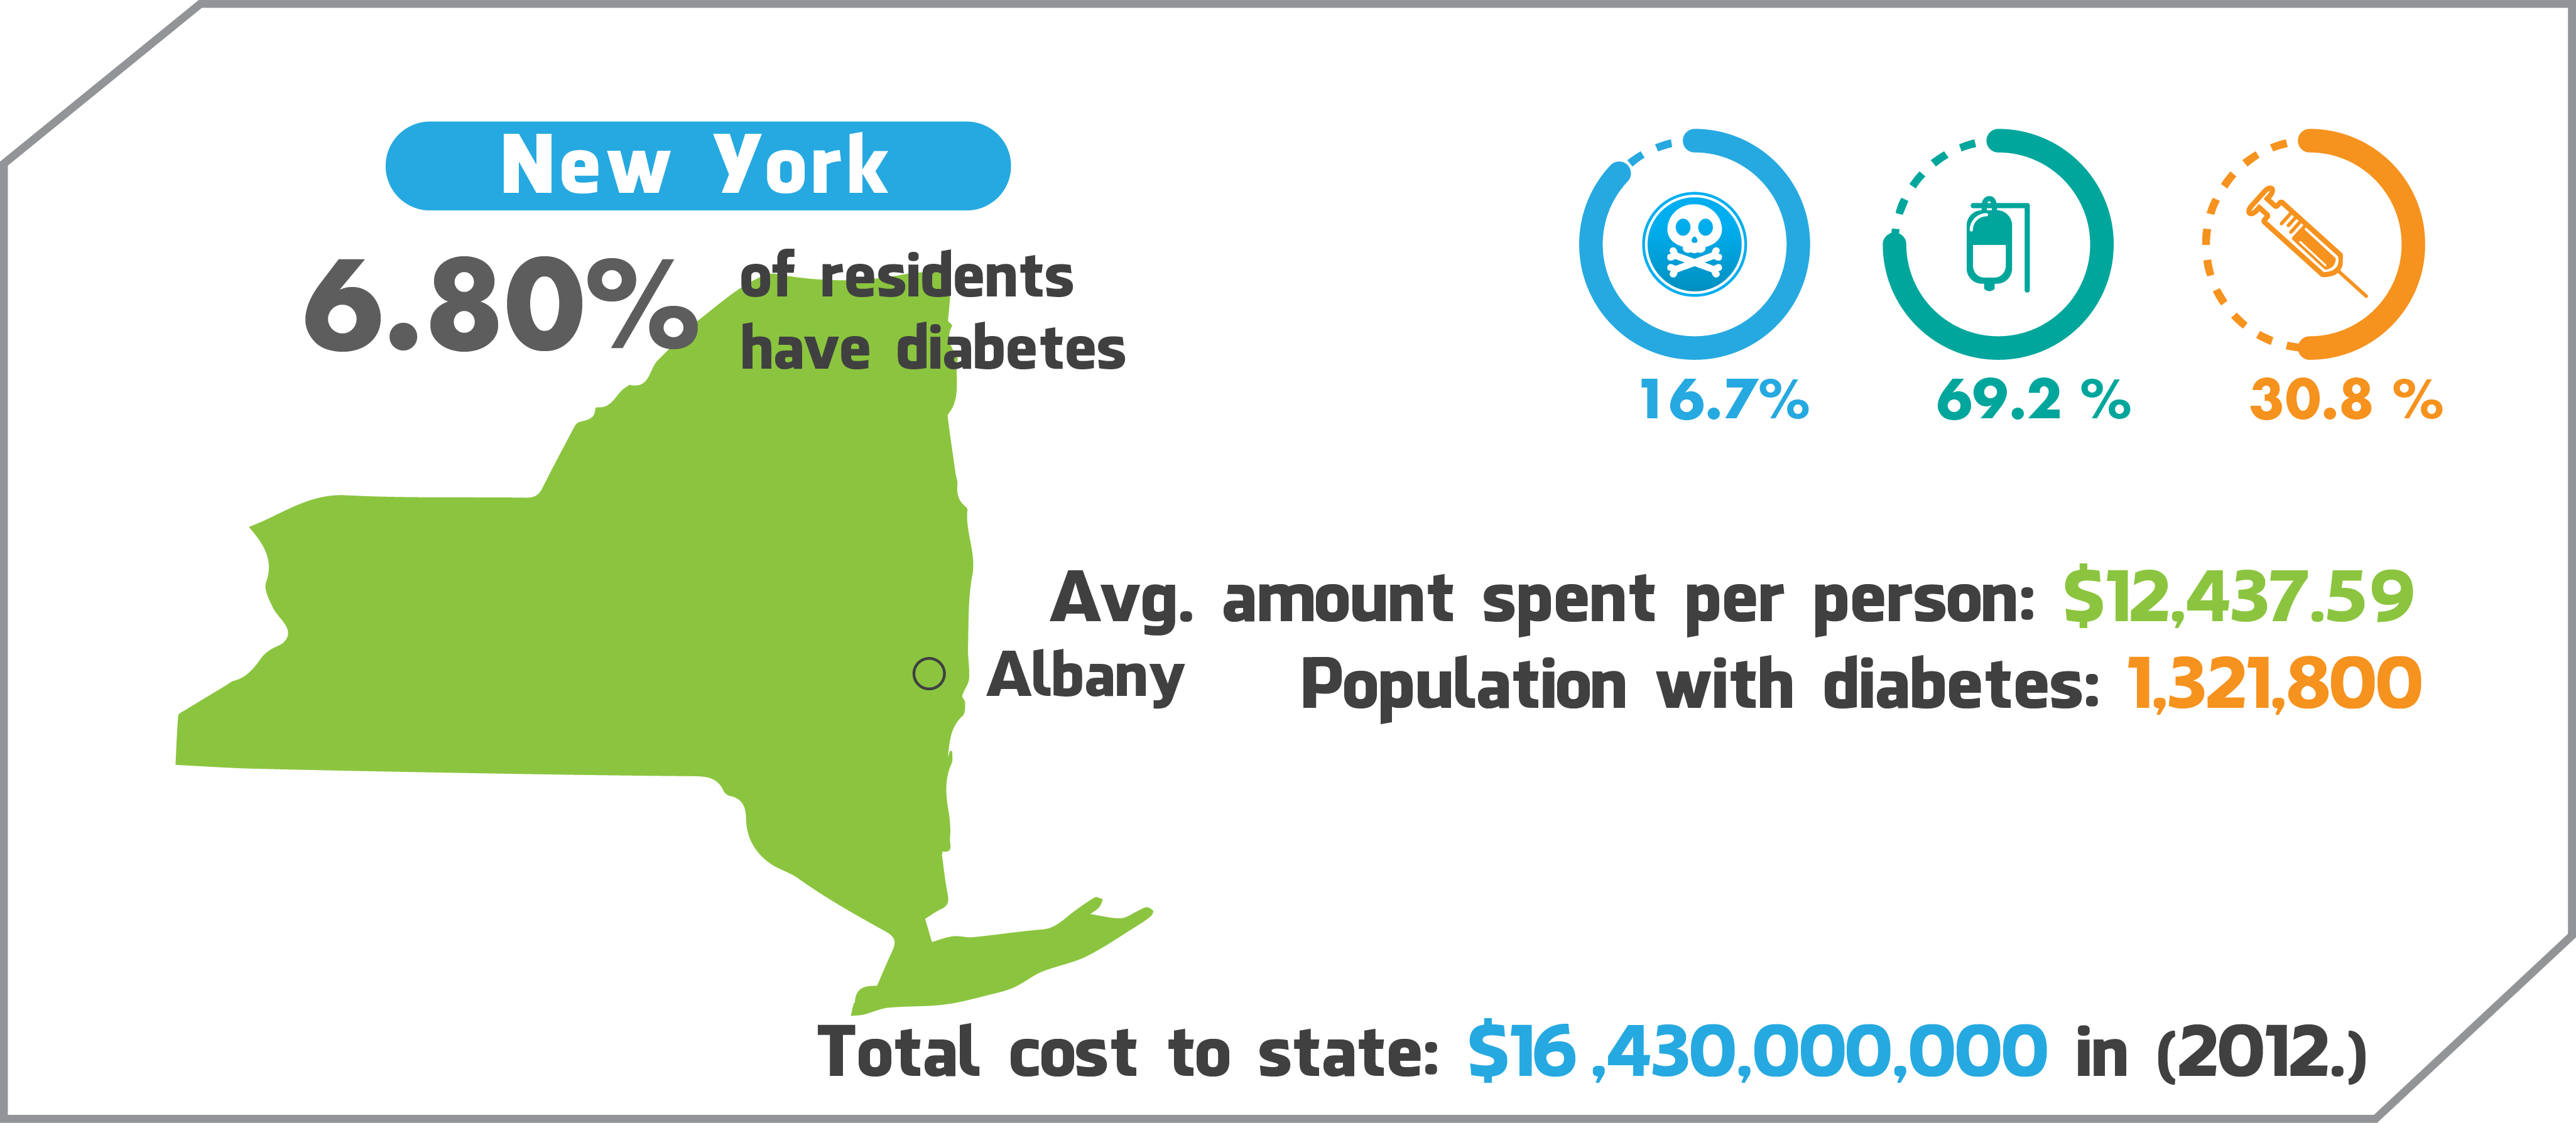 New York
6.80% of residents
have diabetes
16.7% 69.2 % 30.8 %
Avg. amount spent per person: $12,437.59
Albany
Population with diabetes: 1,321,800
Total cost to state: $16 ,430,000,000 in (2012.)